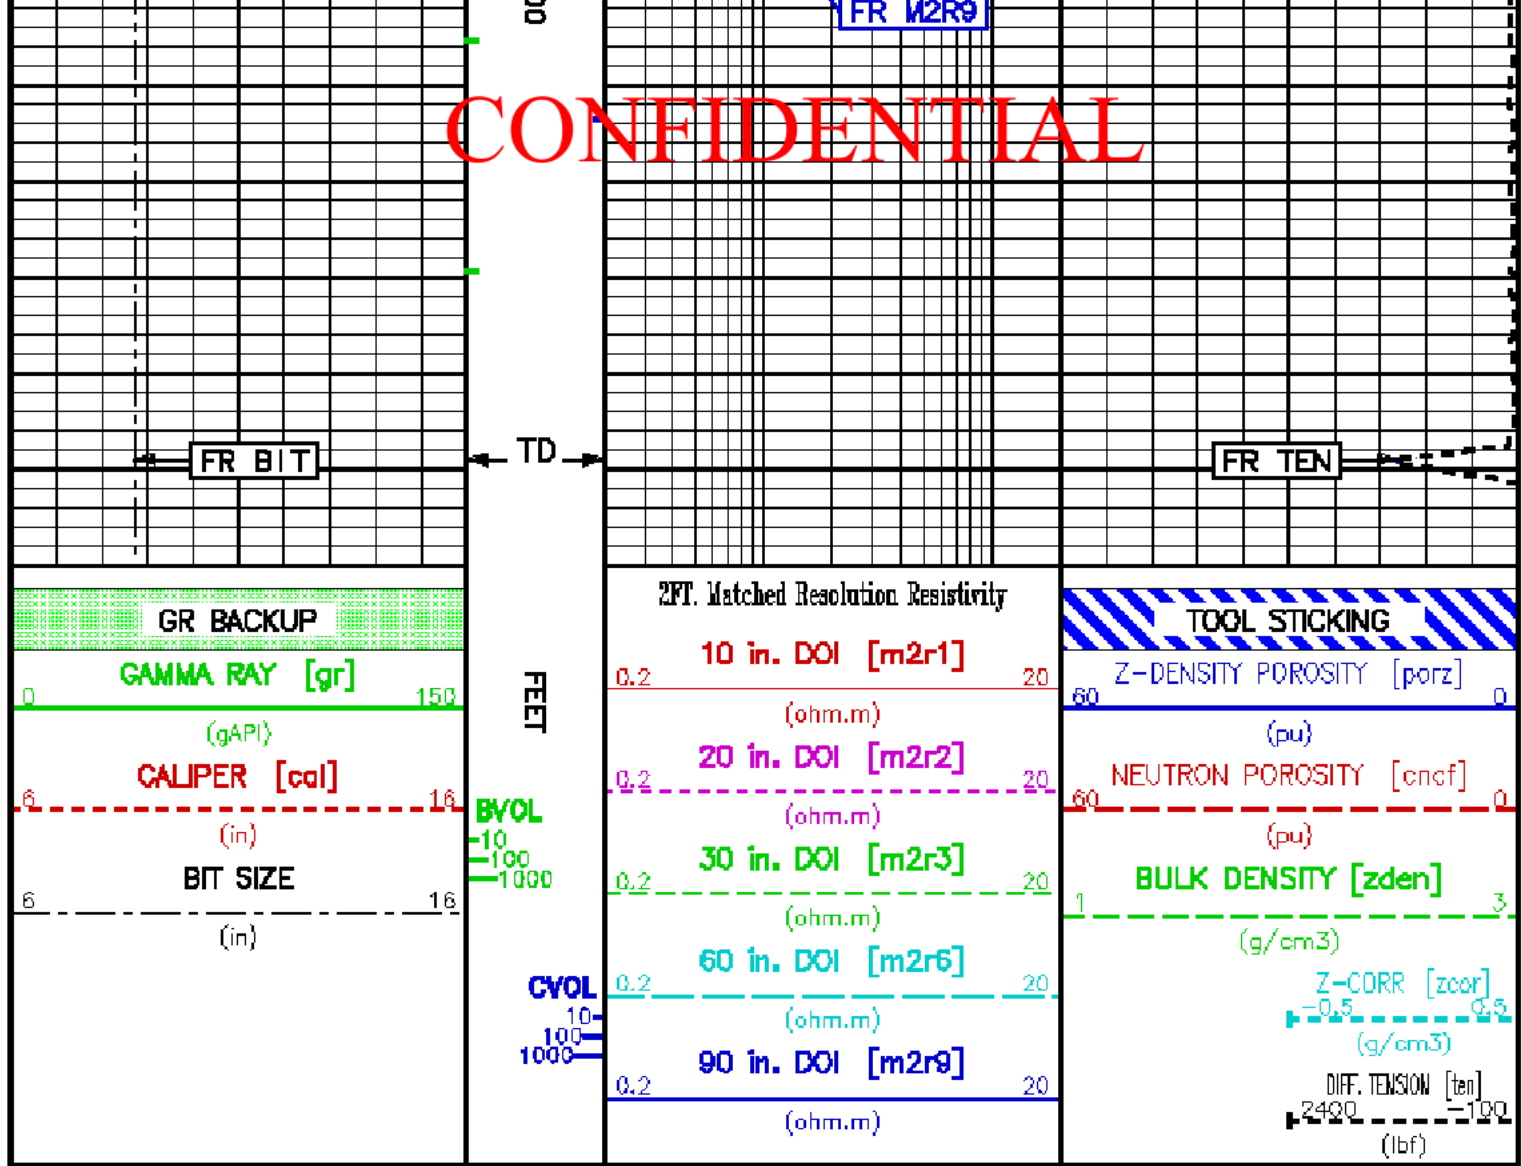 00
FR M2R9
CONFIDENTIAL
FR BIT
TD
FR TEN
GR BACKUP
GAMMA RAY [gr]
0 150
(gAPI)
CALIPER [cal]
6 16
(in)
BIT SIZE
6 16
(in)
FEET
BVOL
10
100
1000
CVOL
10
100
1000
2FT. Matched Resolution Resistivity
10 in. DOI [m2r1]
0.2 20
(ohm.m)
20 in. DOI [m2r2]
0.2 20
(ohm.m)
30 in. DOI [m2r3]
0.2 20
(ohm.m)
60 in. DOI [m2r6]
0.2 20
(ohm.m)
90 in. DOI [m2r9]
0.2 20
(ohm.m)
TOOL STICKING
Z-DENSITY POROSITY [porz]
60 0
(pu)
NEUTRON POROSITY [cncf]
60 0
(pu)
BULK DENSITY [zden]
1 3
(g/cm3)
Z-CORR [zcor]
-0.5 0.5
(g/cm3)
DIFF. TENSION [ten]
2400 -100
(lbf)